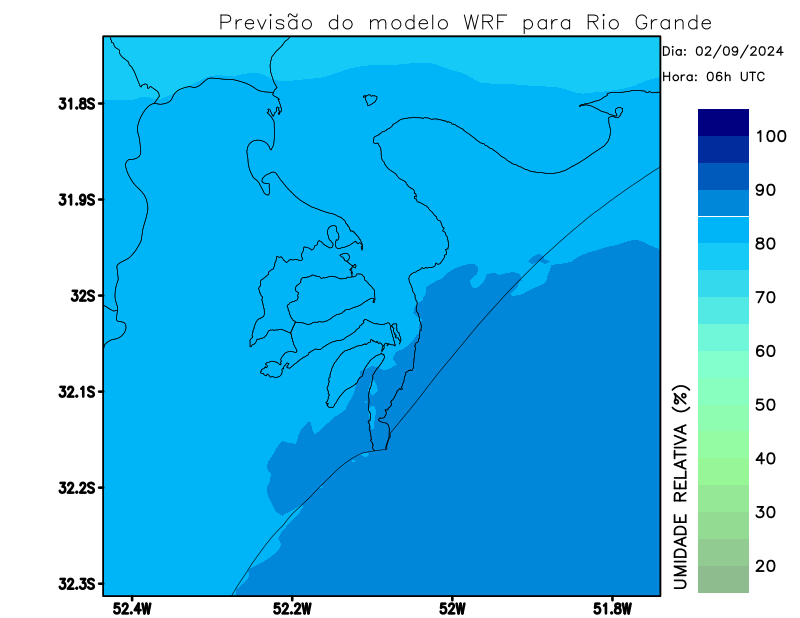 Previsão do modelo WRF para Rio Grande
Dia: 02/09/2024
Hora: 06h UTC
31.8S
31.9S
32S
32.1S
32.2S
32.3S
52.4W
52.2W
52W
51.8W
100
90
80
70
60
50
40
30
20
UMIDADE RELATIVA (%)